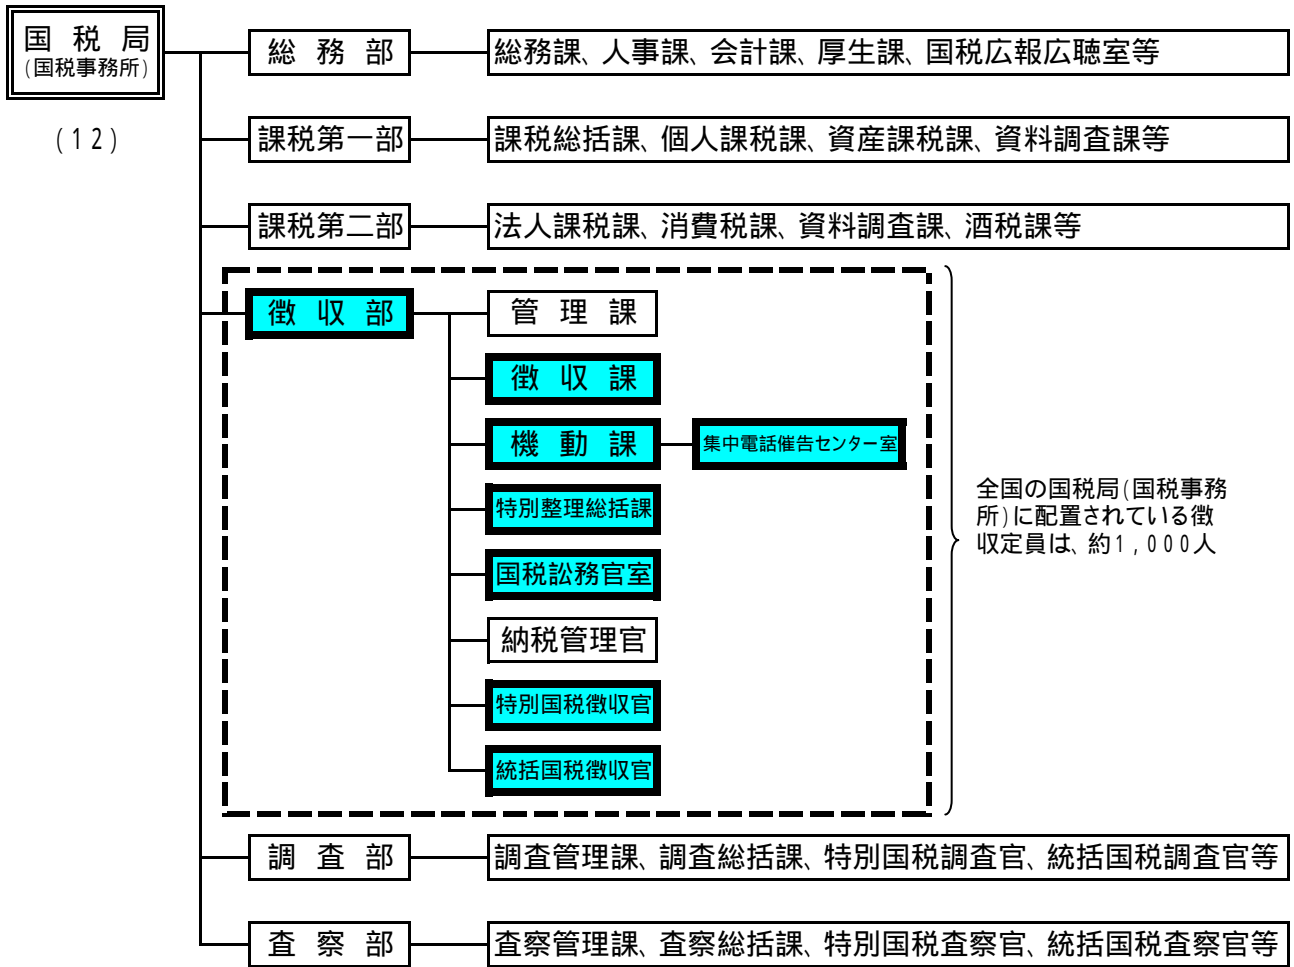 国税局
(国税事務所)
(12)
総務部
総務課、人事課、会計課、厚生課、国税広報広聴室等
課税第一部
課税総括課、個人課税課、資産課税課、資料調査課等
課税第二部
法人課税課、消費税課、資料調査課、酒税課等
徴収部
管理課
徴収課
機動課
集中電話催告センター室
特別整理総括課
国税訟務官室
納税管理官
特別国税徴収官
統括国税徴収官
全国の国税局(国税事務
所)に配置されている徴
収定員は、約1,000人
調査部
調査管理課、調査総括課、特別国税調査官、統括国税調査官等
査察部
査察管理課、査察総括課、特別国税査察官、統括国税査察官等